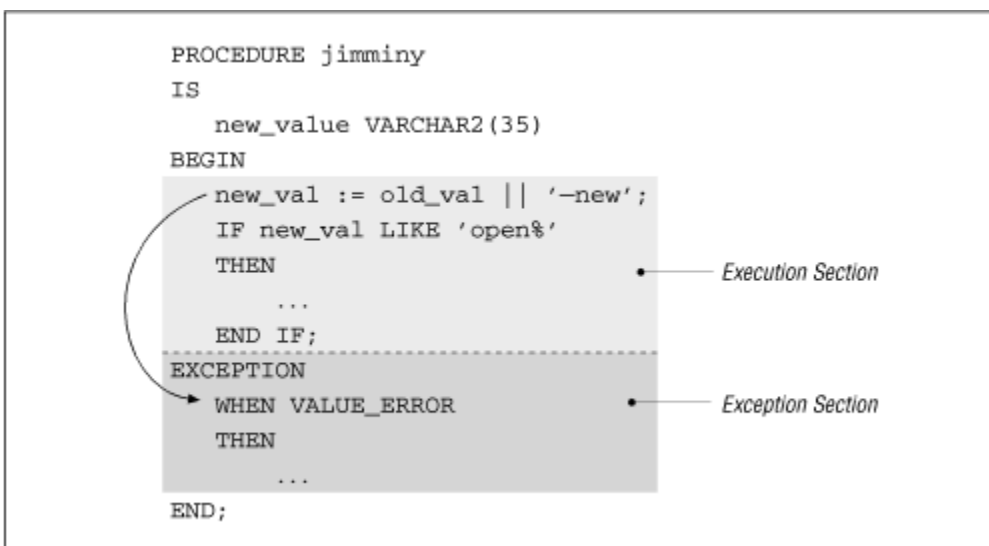 PROCEDURE jimminy
IS
new_value VARCHAR2(35)
BEGIN
new_val := old_val || '—new';
IF new_val LIKE 'open%'
THEN
...
END IF;
Execution Section
EXCEPTION
WHEN VALUE_ERROR
THEN
...
Exception Section
END;